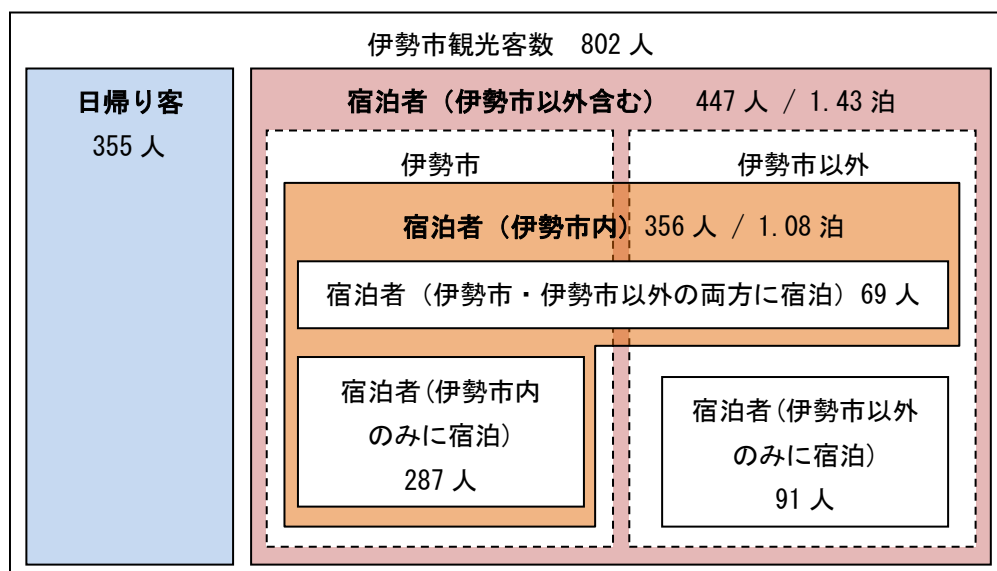 伊勢市観光客数　802 人
日帰り客
355 人
宿泊者（伊勢市以外含む）　447 人 / 1.43 泊
伊勢市
伊勢市以外
宿泊者（伊勢市内）356 人 / 1.08 泊
宿泊者（伊勢市・伊勢市以外の両方に宿泊）69 人
宿泊者(伊勢市内
のみに宿泊)
287 人
宿泊者(伊勢市以外
のみに宿泊)
91 人